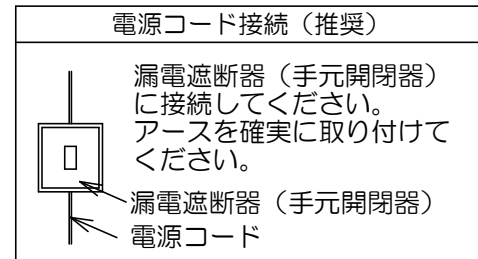 電源コード接続（推奨）
漏電遮断器（手元開閉器）
に接続してください。
アースを確実に取り付けて
ください。
漏電遮断器（手元開閉器）
電源コード